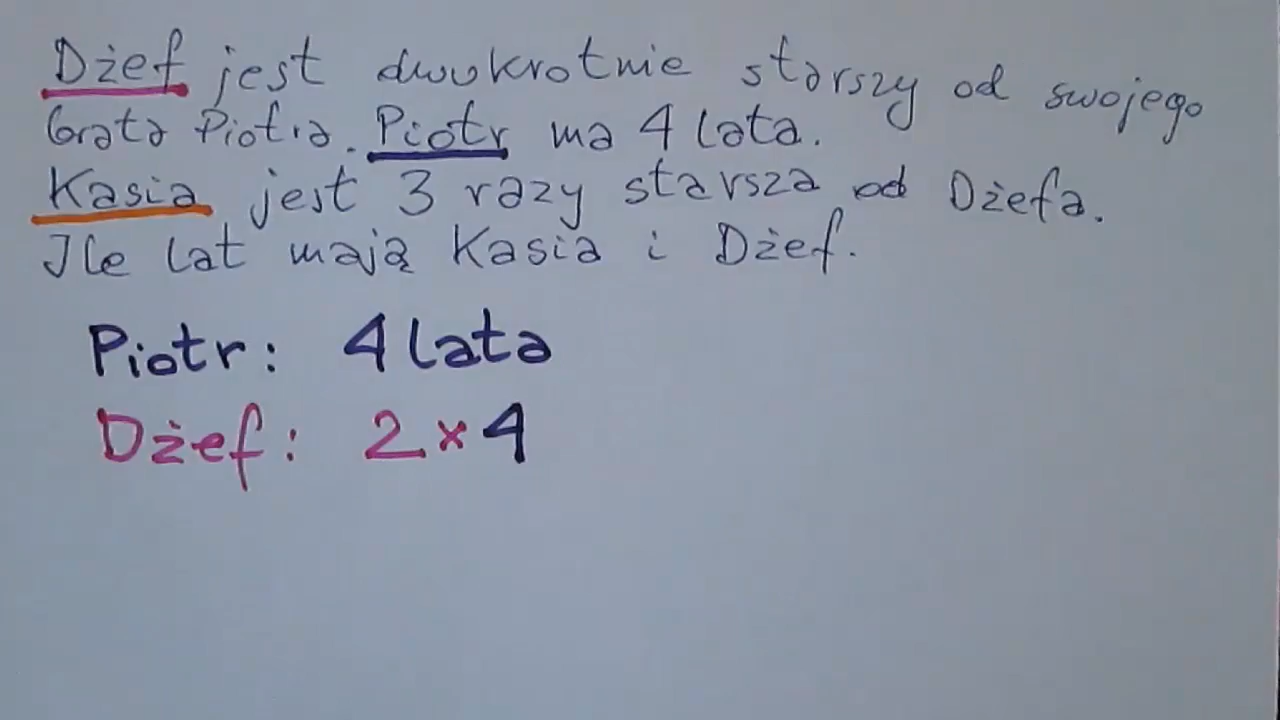 Dżef jest dwukrotnie starszy od swojego
brata Piotra. Piotr ma 4 lata.
Kasia jest 3 razy starsza od Dżefa.
Ile lat mają Kasia i Dżef.
Piotr: 4 lata
Dżef: 2 × 4